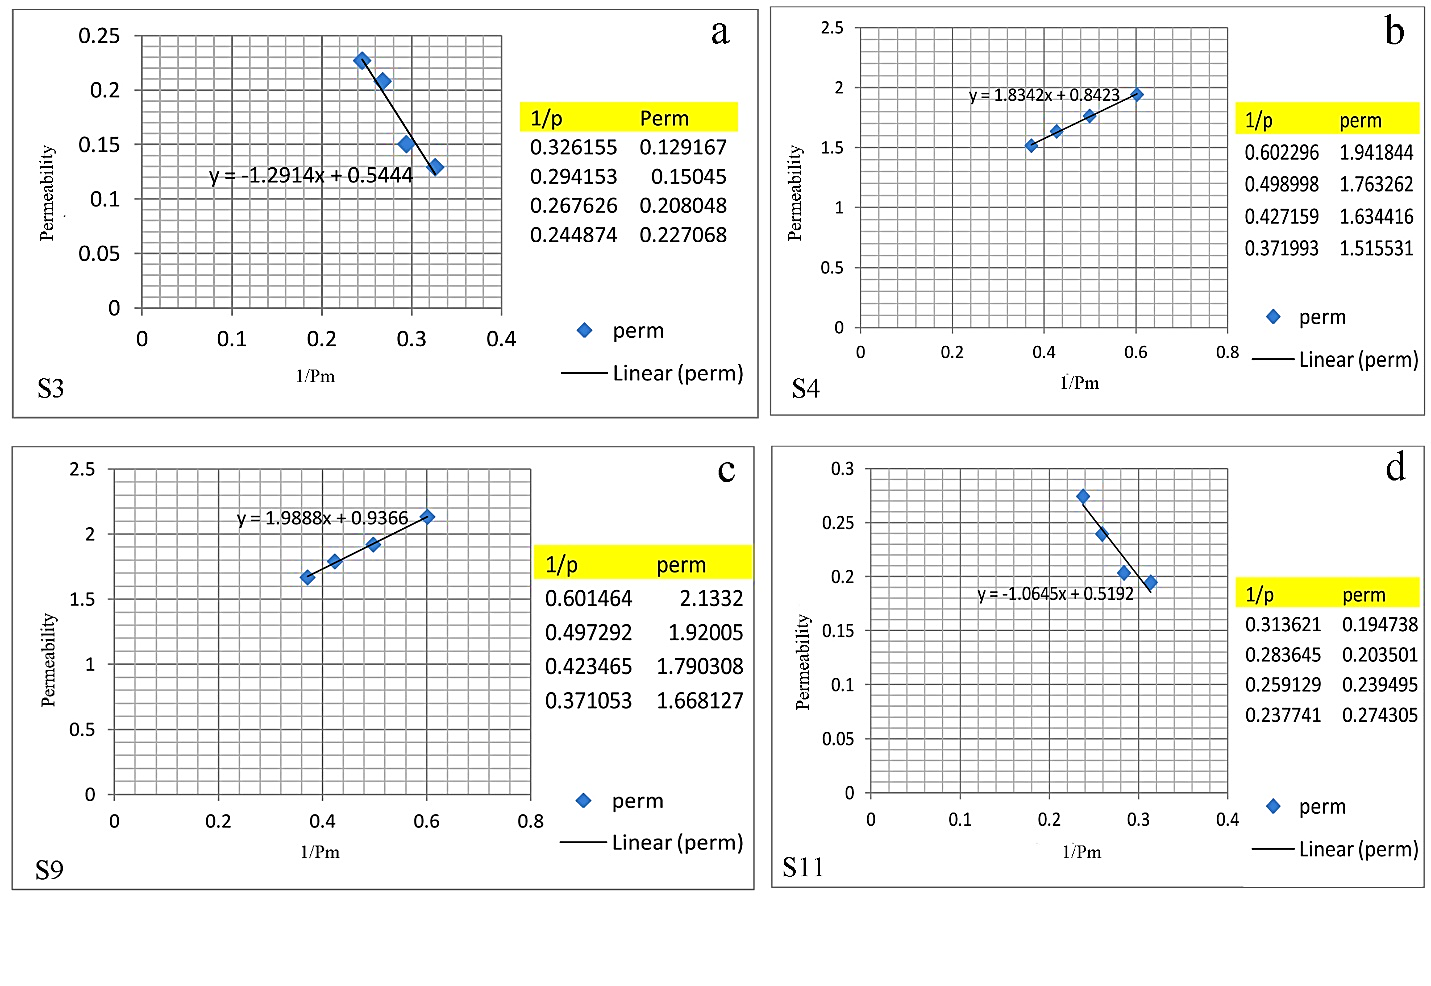 a
0.25
0.2
0.15
0.1
0.05
0
0 0.1 0.2 0.3 0.4
Permeability
1/Pm
y = -1.2914x + 0.5444
1/p Perm
0.326155 0.129167
0.294153 0.15045
0.267626 0.208048
0.244874 0.227068
perm
Linear (perm)
S3
b
2.5
2
1.5
1
0.5
0
0 0.2 0.4 0.6 0.8
Permeability
1/Pm
y = 1.8342x + 0.8423
1/p perm
0.602296 1.941844
0.498998 1.763262
0.427159 1.634416
0.371993 1.515531
perm
Linear (perm)
S4
c
2.5
2
1.5
1
0.5
0
0 0.2 0.4 0.6 0.8
Permeability
1/Pm
y = 1.9888x + 0.9366
1/p perm
0.601464 2.1332
0.497292 1.92005
0.423465 1.790308
0.371053 1.668127
perm
Linear (perm)
S9
d
0.3
0.25
0.2
0.15
0.1
0.05
0
0 0.1 0.2 0.3 0.4
Permeability
1/Pm
y = -1.0645x + 0.5192
1/p perm
0.313621 0.194738
0.283645 0.203501
0.259129 0.239495
0.237741 0.274305
perm
Linear (perm)
S11